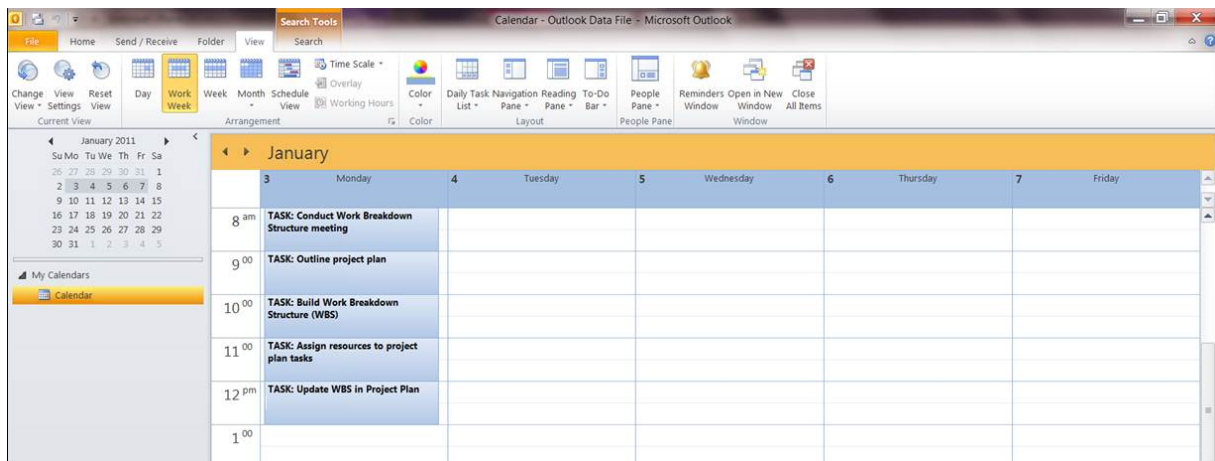 Search Tools
Calendar - Outlook Data File - Microsoft Outlook
File Home Send / Receive Folder View Search
Change View
View Settings
Reset View
Current View
Day
Work Week
Week
Month
Schedule View
Time Scale
Overlay
Working Hours
Arrangement
Color
Color
Daily Task List
Navigation Pane
Reading Pane
To-Do Bar
Layout
People Pane
People Pane
Reminders Window
Open in New Window
Close All Items
Window
January 2011
Su Mo Tu We Th Fr Sa
26 27 28 29 30 31 1
2 3 4 5 6 7 8
9 10 11 12 13 14 15
16 17 18 19 20 21 22
23 24 25 26 27 28 29
30 31 1 2 3 4 5
My Calendars
Calendar
January
3 Monday 4 Tuesday 5 Wednesday 6 Thursday 7 Friday
8 am TASK: Conduct Work Breakdown
Structure meeting
9 00 TASK: Outline project plan
10 00 TASK: Build Work Breakdown
Structure (WBS)
11 00 TASK: Assign resources to project
plan tasks
12 pm TASK: Update WBS in Project Plan
1 00